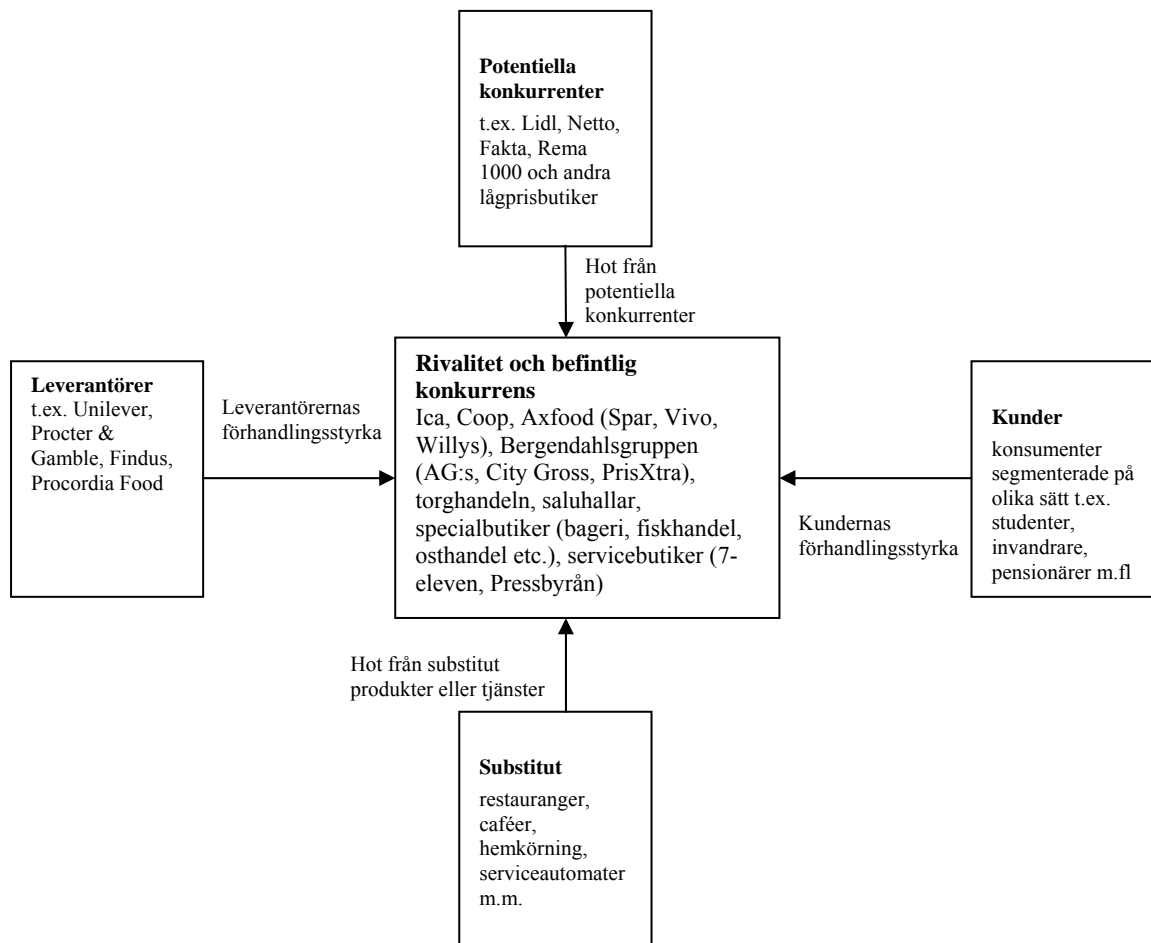 Potentiella
konkurrenter
t.ex. Lidl, Netto,
Fakta, Rema
1000 och andra
lågprisbutiker
Hot från
potentiella
konkurrenter
Leverantörer
t.ex. Unilever,
Procter &
Gamble, Findus,
Procordia Food
Leverantörernas
förhandlingsstyrka
Rivalitet och befintlig
konkurrens
Ica, Coop, Axfood (Spar, Vivo,
Willys), Bergendahlsgruppen
(AG:s, City Gross, PrisXtra),
torghandeln, saluhallar,
specialbutiker (bageri, fiskhandel,
osthandel etc.), servicebutiker (7-
eleven, Pressbyrån)
Kundernas
förhandlingsstyrka
Kunder
konsumenter
segmenterade på
olika sätt t.ex.
studenter,
invandrare,
pensionärer m.fl
Hot från substitut
produkter eller tjänster
Substitut
restauranger,
caféer,
hemkörning,
serviceautomater
m.m.